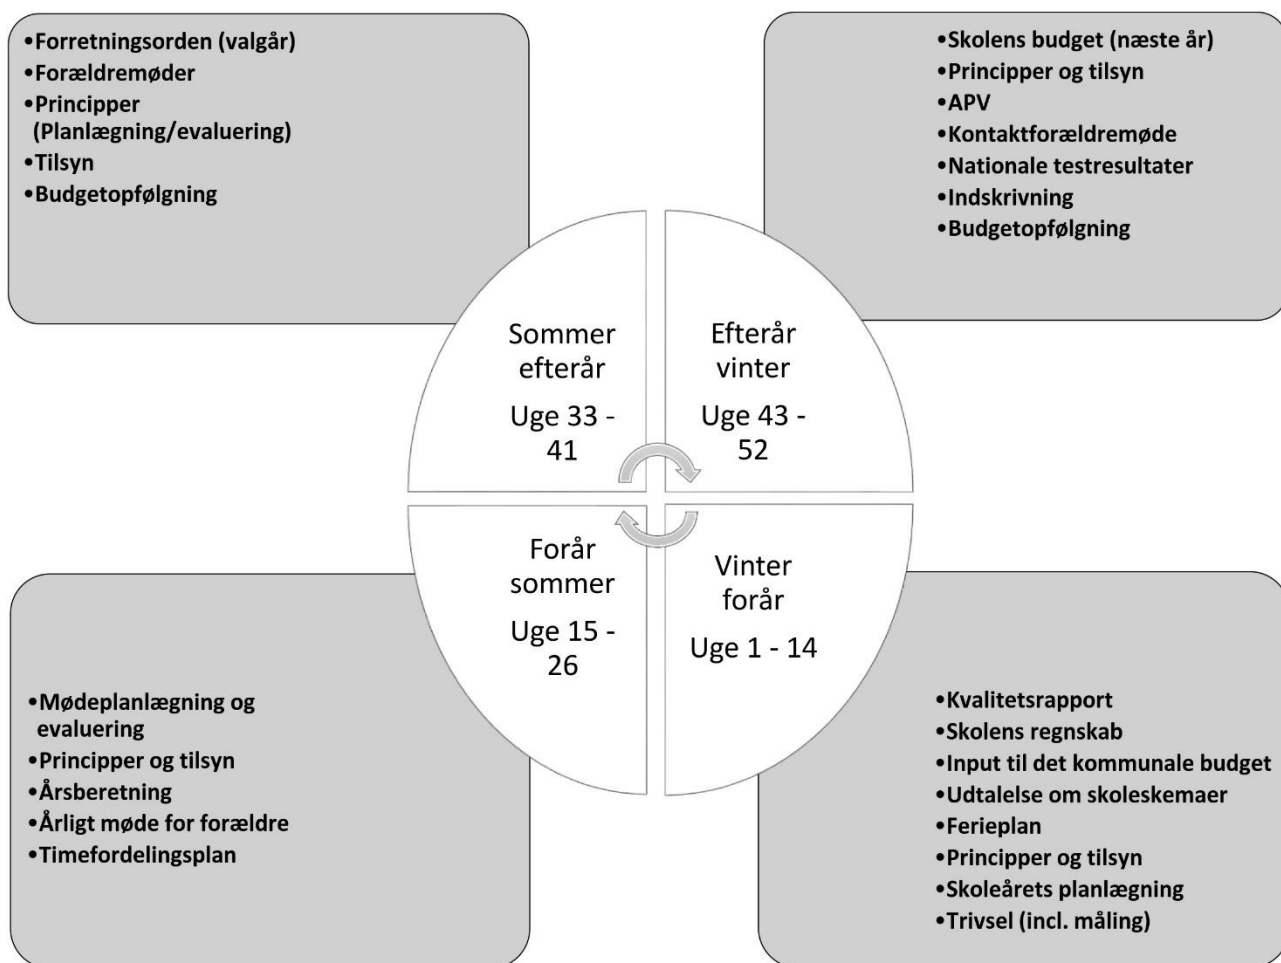 •Forretningsorden (valgår)
•Forældremøder
•Principper
(Planlægning/evaluering)
•Tilsyn
•Budgetopfølgning
•Skolens budget (næste år)
•Principper og tilsyn
•APV
•Kontaktforældremøde
•Nationale testresultater
•Indskrivning
•Budgetopfølgning
Sommer
efterår
Uge 33 -
41
Efterår
vinter
Uge 43 -
52
Forår
sommer
Uge 15 -
26
Vinter
forår
Uge 1 - 14
•Mødeplanlægning og
evaluering
•Principper og tilsyn
•Årsberetning
•Årligt møde for forældre
•Timefordelingsplan
•Kvalitetsrapport
•Skolens regnskab
•Input til det kommunale budget
•Udtalelse om skoleskemaer
•Ferieplan
•Principper og tilsyn
•Skoleårets planlægning
•Trivsel (incl. måling)